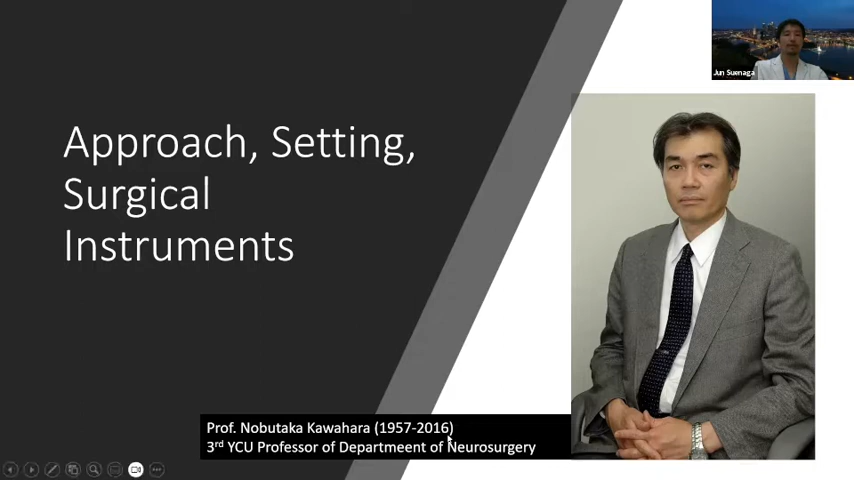 Jun Suenaga
Approach, Setting,
Surgical
Instruments
Prof. Nobutaka Kawahara (1957-2016)
3rd YCU Professor of Departmeent of Neurosurgery